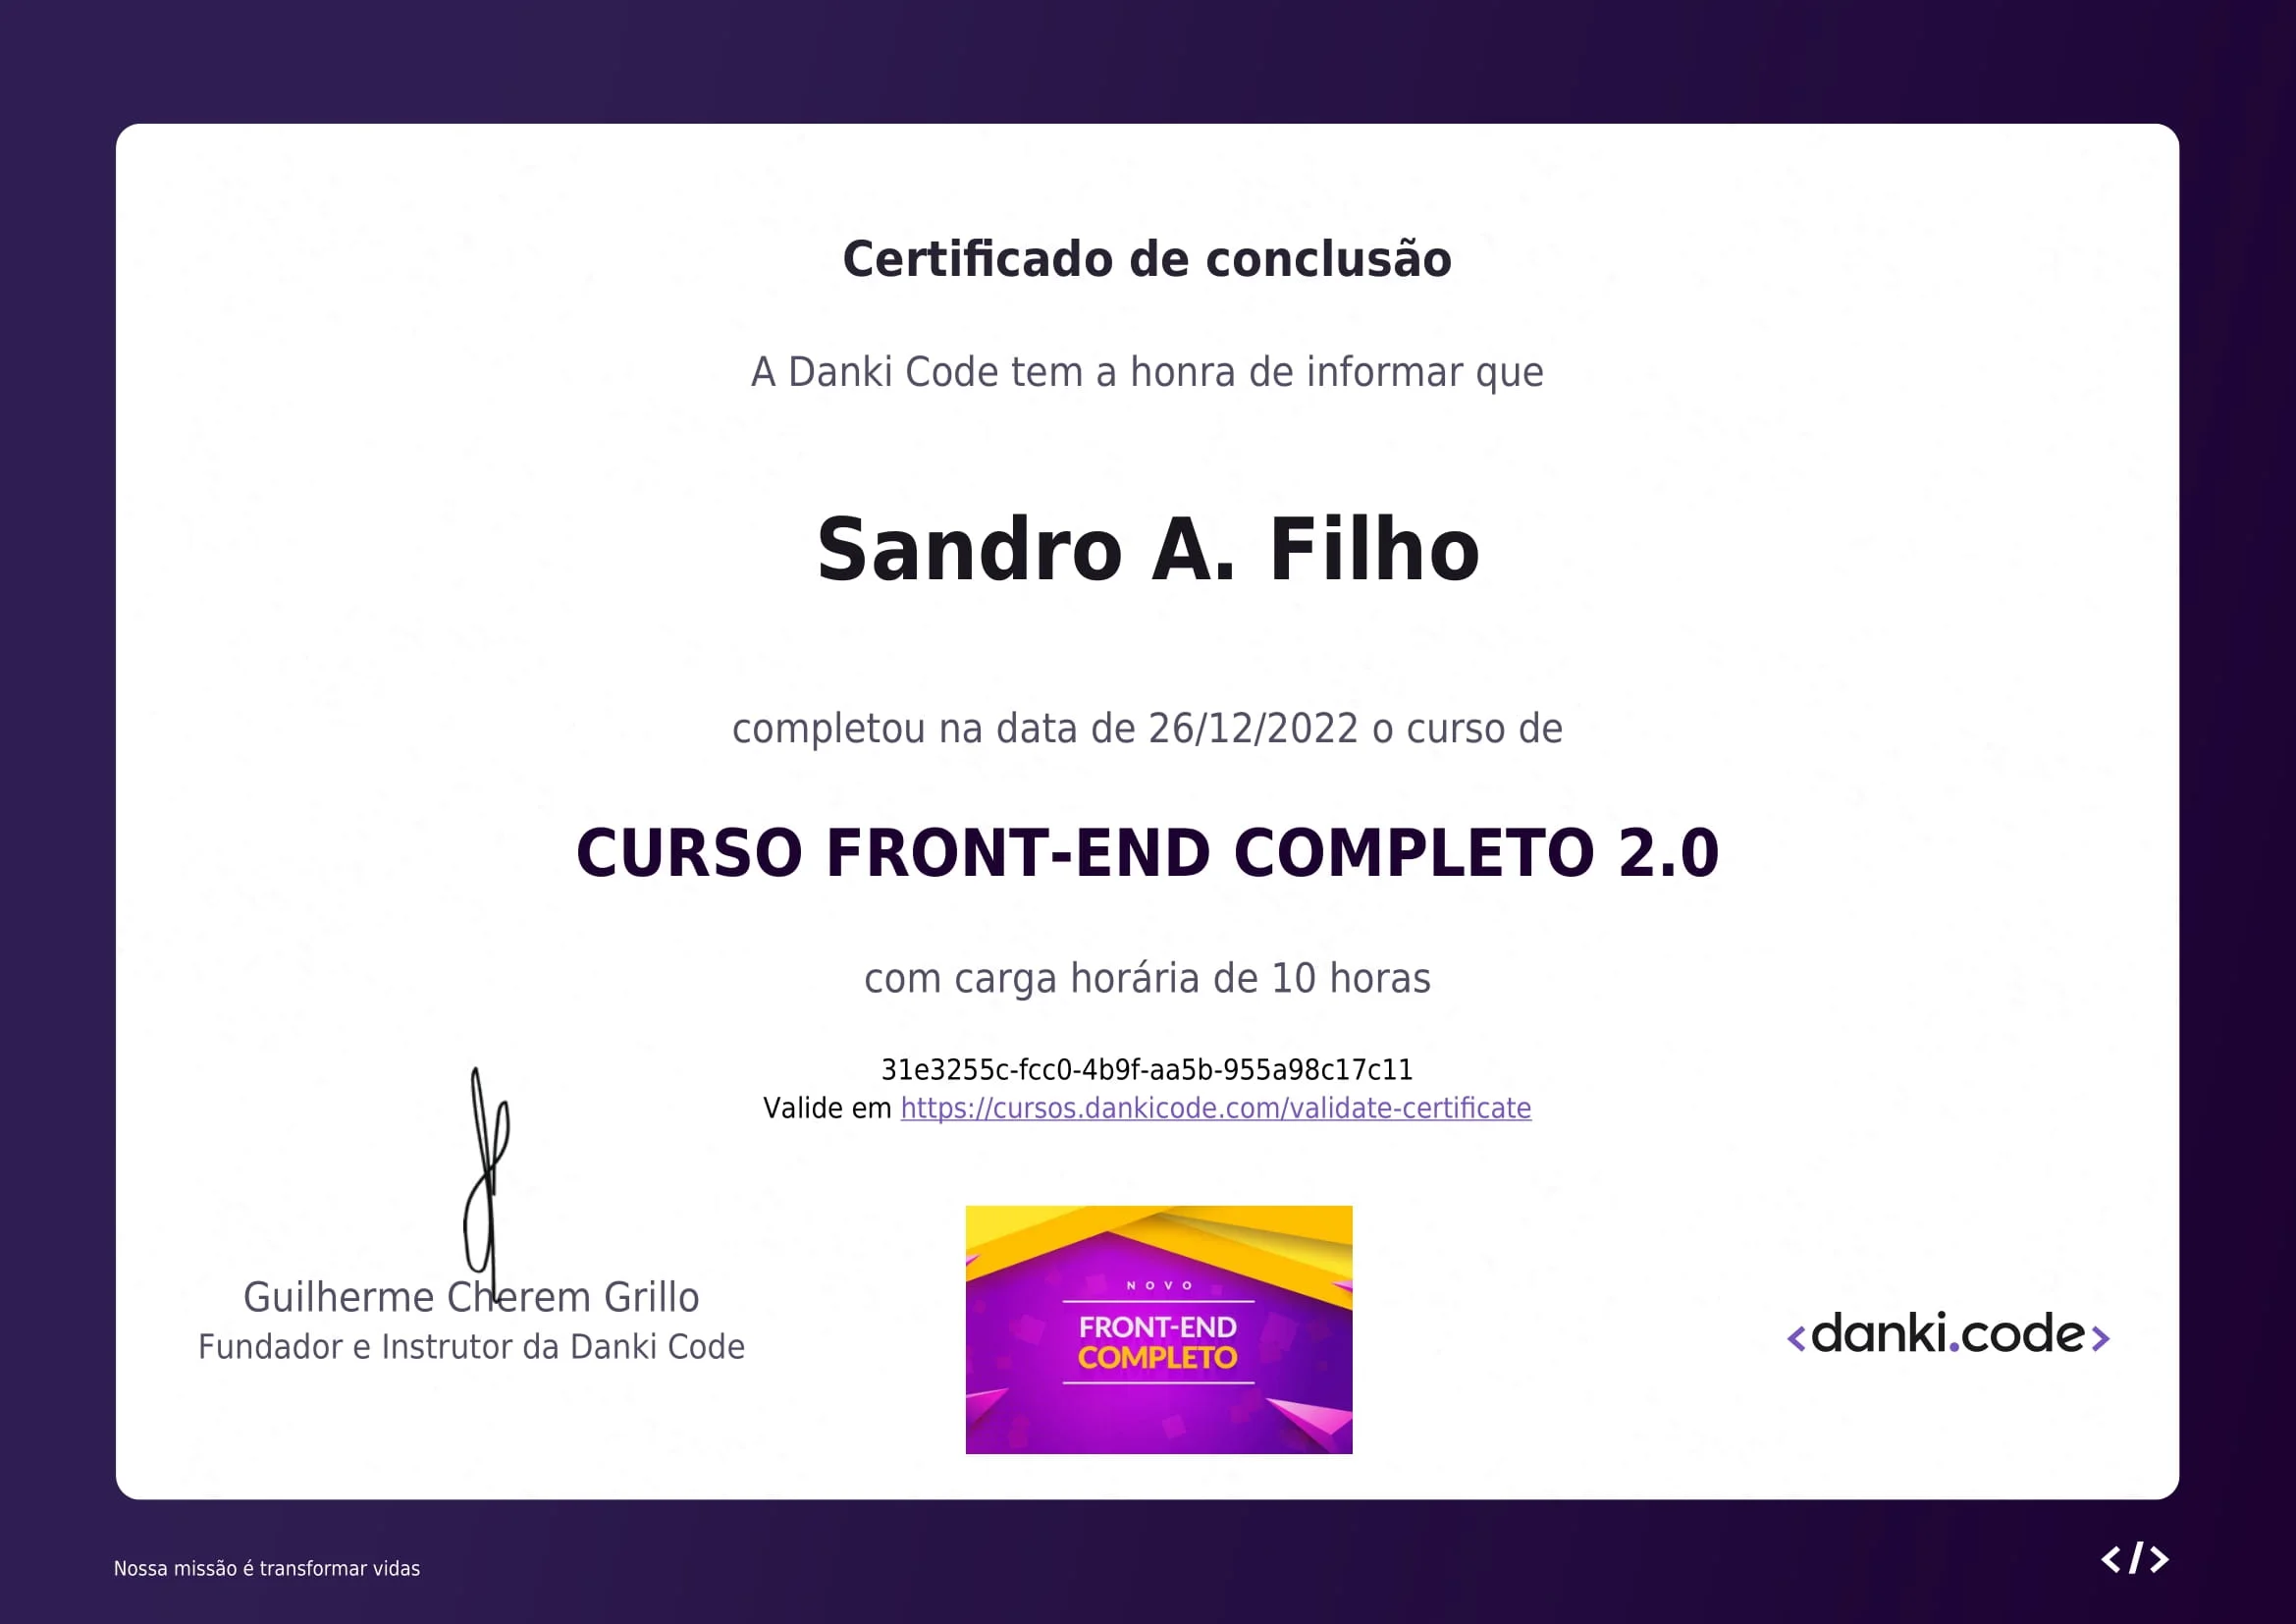 Certificado de conclusão
A Danki Code tem a honra de informar que
Sandro A. Filho
completou na data de 26/12/2022 o curso de
CURSO FRONT-END COMPLETO 2.0
com carga horária de 10 horas
31e3255c-fcc0-4b9f-aa5b-955a98c17c11
Valide em https://cursos.dankicode.com/validate-certificate
Guilherme Cherem Grillo
Fundador e Instrutor da Danki Code
NOVO
FRONT-END
COMPLETO
<danki.code>
Nossa missão é transformar vidas
</>